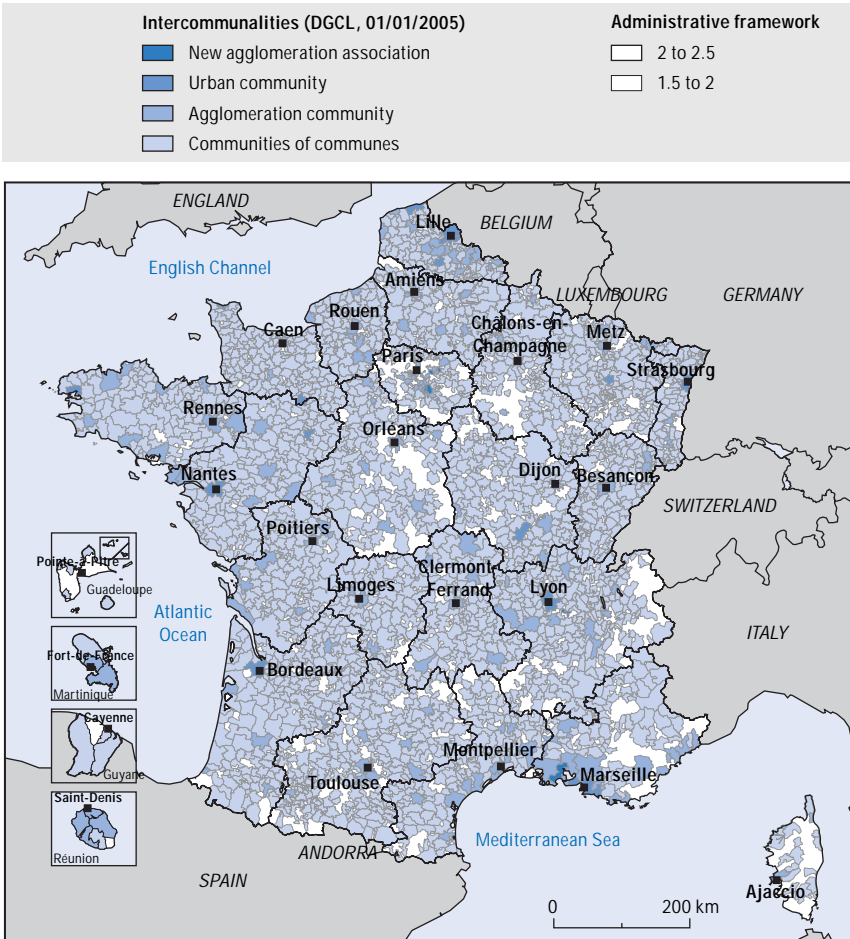 Intercommunalities (DGCL, 01/01/2005)
New agglomeration association
Urban community
Agglomeration community
Communities of communes
Administrative framework
2 to 2.5
1.5 to 2
ENGLAND
Lille
BELGIUM
English Channel
Amiens
LUXEMBOURG
GERMANY
Rouen
Caen
Châlons-en-
Champagne
Metz
Paris
Strasbourg
Rennes
Orléans
Nantes
Dijon
Besançon
SWITZERLAND
Poitiers
Pointe-à-Pitre
Guadeloupe
Clermont-
Ferrand
Limoges
Lyon
Atlantic
Ocean
ITALY
Fort-de-France
Martinique
Bordeaux
Cayenne
Guyane
Montpellier
Toulouse
Marseille
Saint-Denis
Réunion
Mediterranean Sea
ANDORRA
SPAIN
Ajaccio
0 200 km